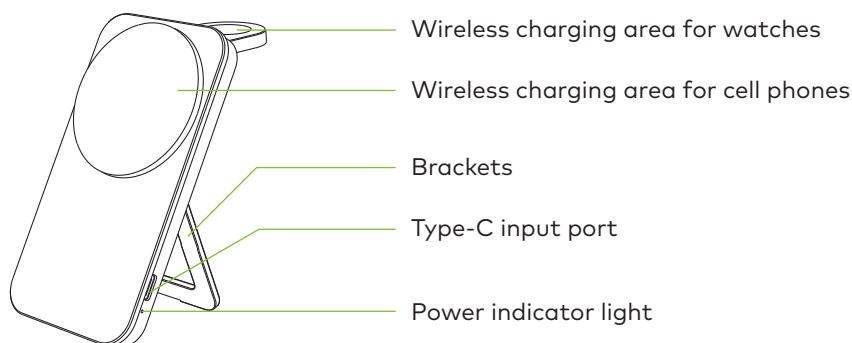 Wireless charging area for watches
Wireless charging area for cell phones
Brackets
Type-C input port
Power indicator light